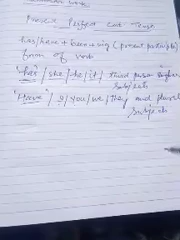 Present Perfect Cont Tense
has/have + been + ing (present participle)
form of verb
"has" / she / he / it / third person singular
subjects
"Have" / I / you / we / they and plural
subjects